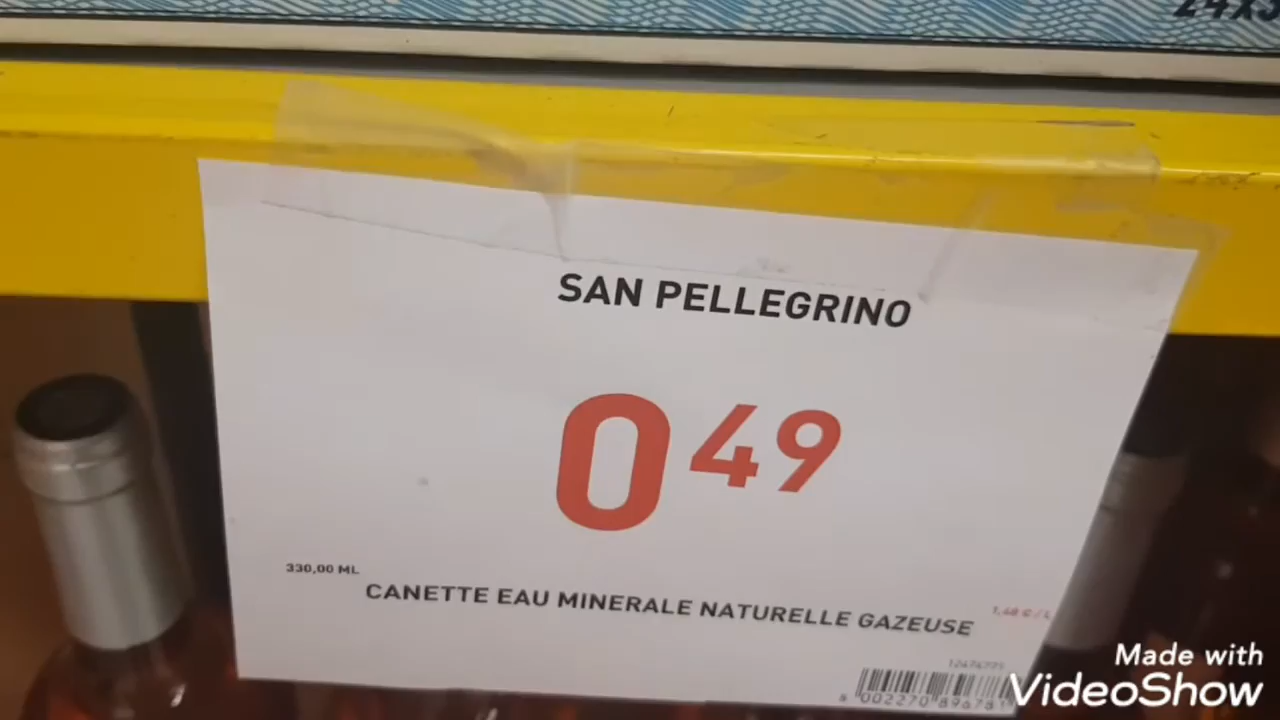 SAN PELLEGRINO
0 49
330,00 ML
CANETTE EAU MINERALE NATURELLE GAZEUSE
Made with
VideoShow